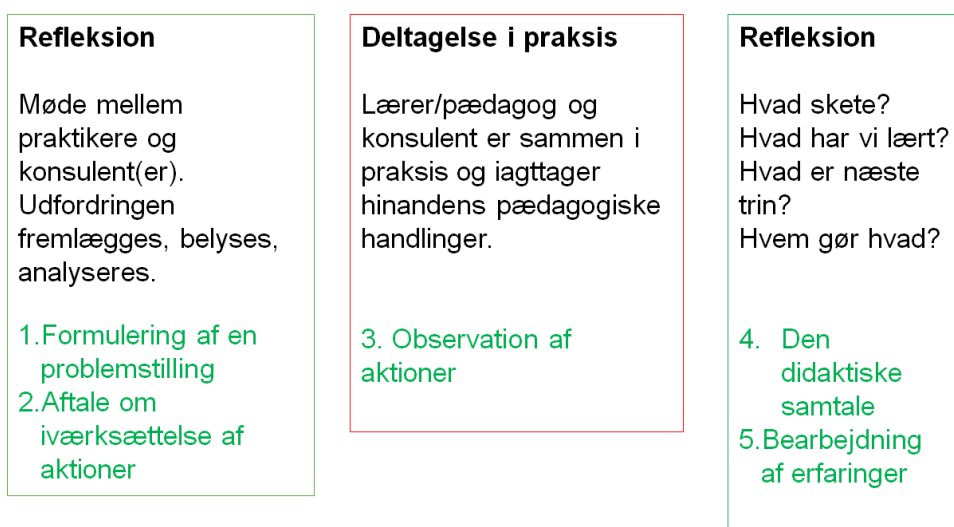 Refleksion
Møde mellem
praktikere og
konsulent(er).
Udfordringen
fremlægges, belyses,
analyseres.
1.Formulering af en
problemstilling
2.Aftale om
iværksættelse af
aktioner
Deltagelse i praksis
Lærer/pædagog og
konsulent er sammen i
praksis og iagttager
hinandens pædagogiske
handlinger.
3. Observation af
aktioner
Refleksion
Hvad skete?
Hvad har vi lært?
Hvad er næste
trin?
Hvem gør hvad?
4. Den
didaktiske
samtale
5.Bearbejdning
af erfaringer